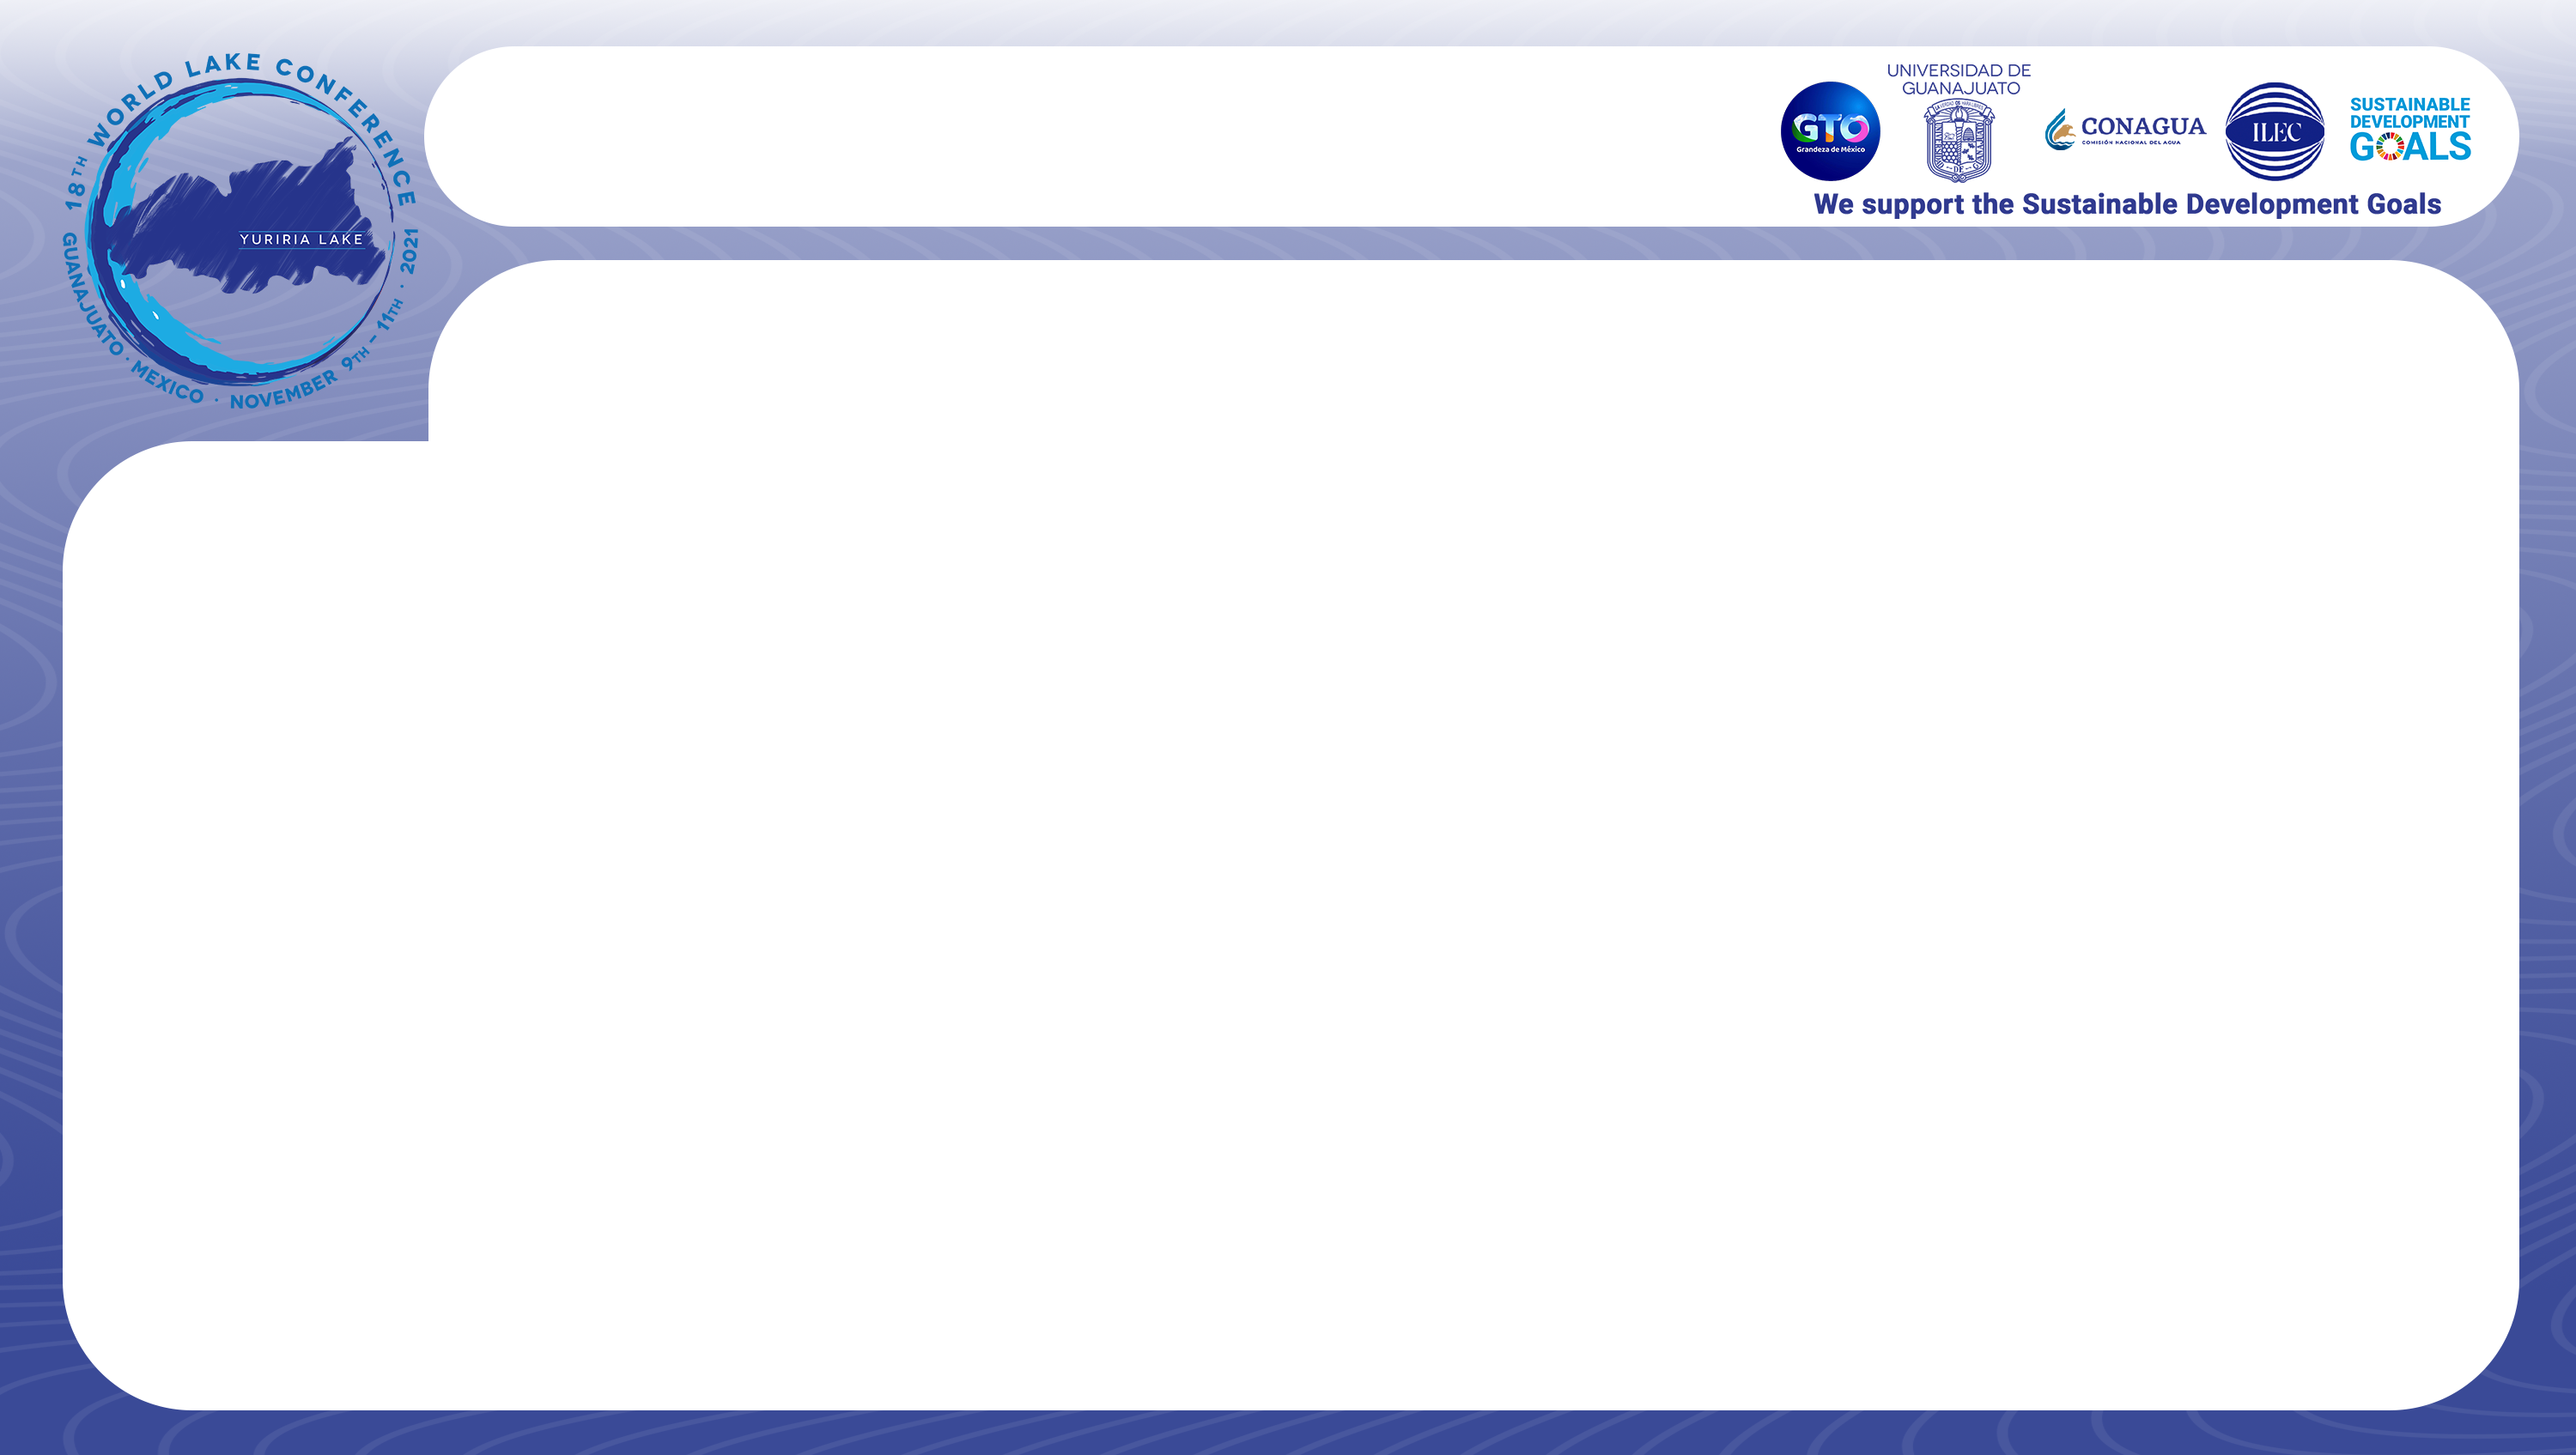 18TH WORLD LAKE CONFERENCE
GUANAJUATO · MEXICO · NOVEMBER 9TH – 11TH · 2021
YURIRIA LAKE
GTO
Grandeza de México
UNIVERSIDAD DE
GUANAJUATO
CONAGUA
COMISIÓN NACIONAL DEL AGUA
ILEC
SUSTAINABLE
DEVELOPMENT
GOALS
We support the Sustainable Development Goals